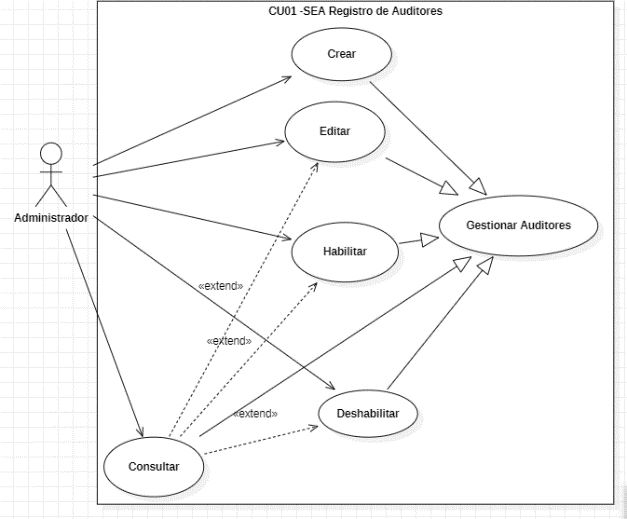 CU01 -SEA Registro de Auditores
Crear
Editar
Administrador
Gestionar Auditores
Habilitar
«extend»
«extend»
«extend»
Deshabilitar
Consultar